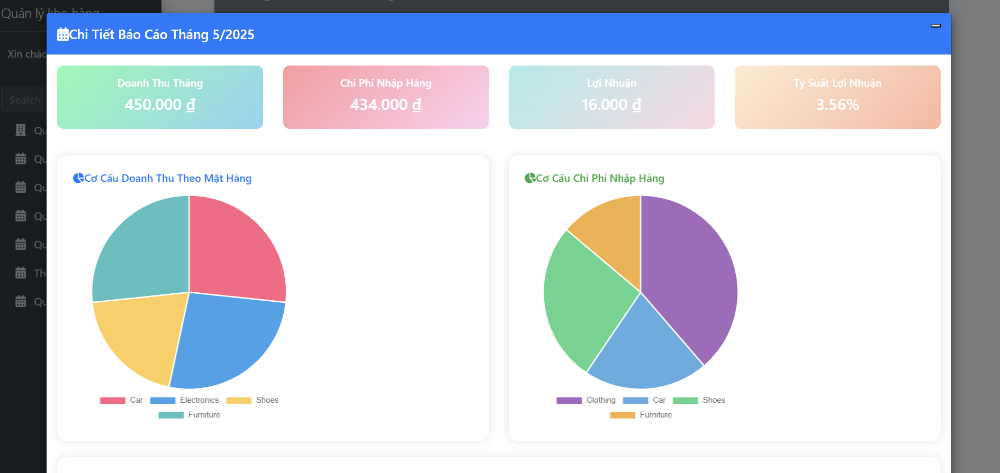 Quản lý kho hàng
Chi Tiết Báo Cáo Tháng 5/2025
Xin chào
Search
Qu
Qu
Qu
Qu
Qu
Th
Qu
Doanh Thu Tháng
450.000 ₫
Chi Phí Nhập Hàng
434.000 ₫
Lợi Nhuận
16.000 ₫
Tỷ Suất Lợi Nhuận
3.56%
Cơ Cấu Doanh Thu Theo Mặt Hàng
Car Electronics Shoes
Furniture
Cơ Cấu Chi Phí Nhập Hàng
Clothing Car Shoes
Furniture